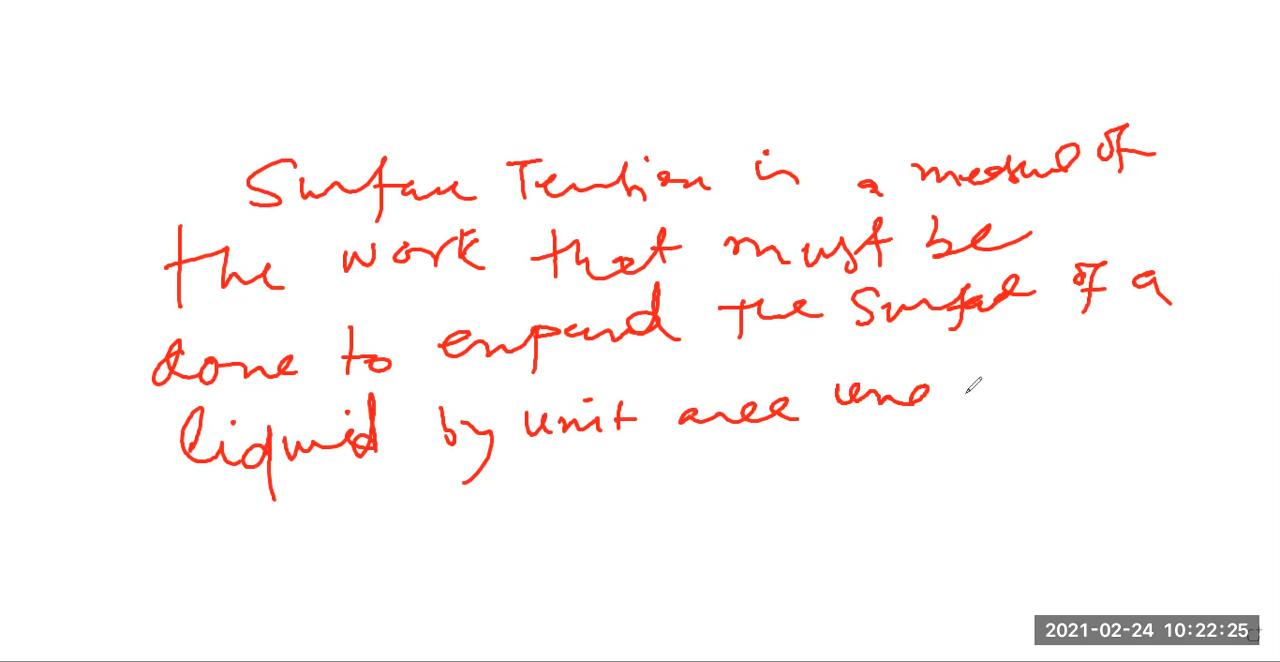 Surface Tension is a measure of
the work that must be
done to expand the Surface of a
liquid by unit area
2021-02-24 10:22:25